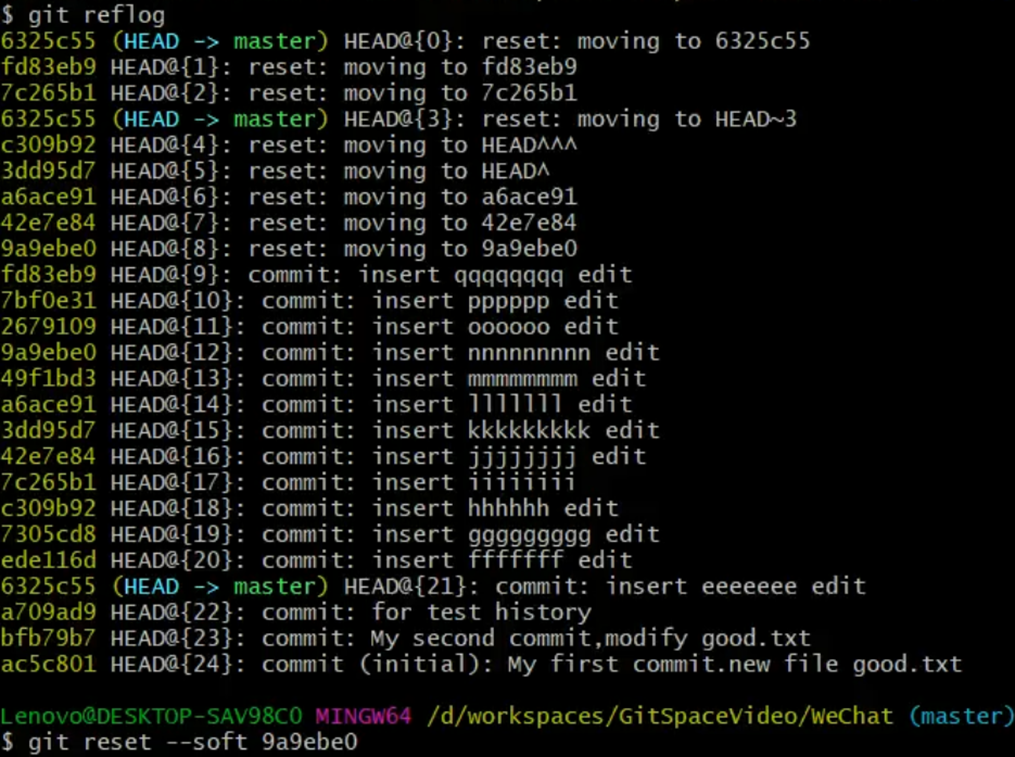 $ git reflog
6325c55 (HEAD -> master) HEAD@{0}: reset: moving to 6325c55
fd83eb9 HEAD@{1}: reset: moving to fd83eb9
7c265b1 HEAD@{2}: reset: moving to 7c265b1
6325c55 (HEAD -> master) HEAD@{3}: reset: moving to HEAD~3
c309b92 HEAD@{4}: reset: moving to HEAD^^^
3dd95d7 HEAD@{5}: reset: moving to HEAD^
a6ace91 HEAD@{6}: reset: moving to a6ace91
42e7e84 HEAD@{7}: reset: moving to 42e7e84
9a9ebe0 HEAD@{8}: reset: moving to 9a9ebe0
fd83eb9 HEAD@{9}: commit: insert qqqqqqqq edit
7bf0e31 HEAD@{10}: commit: insert pppppp edit
2679109 HEAD@{11}: commit: insert oooooo edit
9a9ebe0 HEAD@{12}: commit: insert nnnnnnnnn edit
49f1bd3 HEAD@{13}: commit: insert mmmmmmmm edit
a6ace91 HEAD@{14}: commit: insert lllllll edit
3dd95d7 HEAD@{15}: commit: insert kkkkkkkkk edit
42e7e84 HEAD@{16}: commit: insert jjjjjjjj edit
7c265b1 HEAD@{17}: commit: insert iiiiiiii
c309b92 HEAD@{18}: commit: insert hhhhhh edit
7305cd8 HEAD@{19}: commit: insert ggggggggg edit
ede116d HEAD@{20}: commit: insert fffffff edit
6325c55 (HEAD -> master) HEAD@{21}: commit: insert eeeeeee edit
a709ad9 HEAD@{22}: commit: for test history
bfb79b7 HEAD@{23}: commit: My second commit,modify good.txt
ac5c801 HEAD@{24}: commit (initial): My first commit.new file good.txt
Lenovo@DESKTOP-SAV98C0 MINGW64 /d/workspaces/GitSpaceVideo/WeChat (master)
$ git reset --soft 9a9ebe0